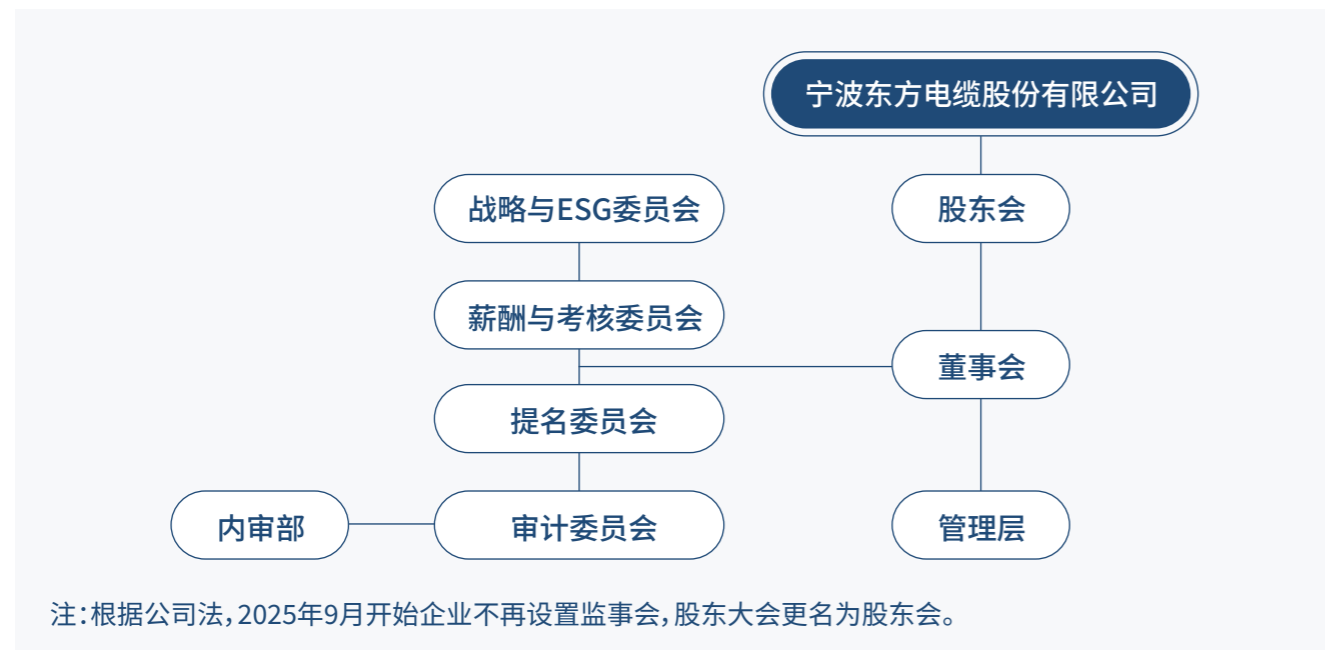 宁波东方电缆股份有限公司
战略与ESG委员会
股东会
薪酬与考核委员会
董事会
提名委员会
内审部
审计委员会
管理层
注：根据公司法，2025年9月开始企业不再设置监事会，股东大会更名为股东会。